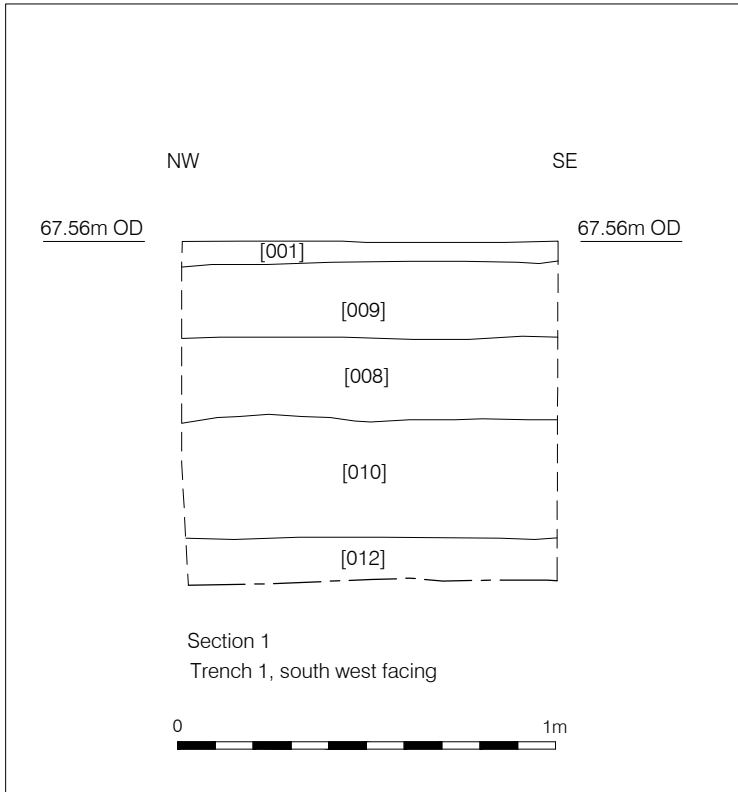 NW SE
67.56m OD 67.56m OD
[001]
[009]
[008]
[010]
[012]
Section 1
Trench 1, south west facing
0 1m